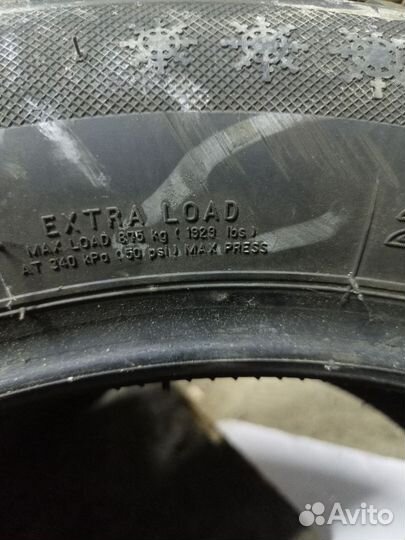 EXTRA LOAD
MAX LOAD 875 kg ( 1929 lbs )
AT 340 kPa ( 50 psi ) MAX PRESS
Avito